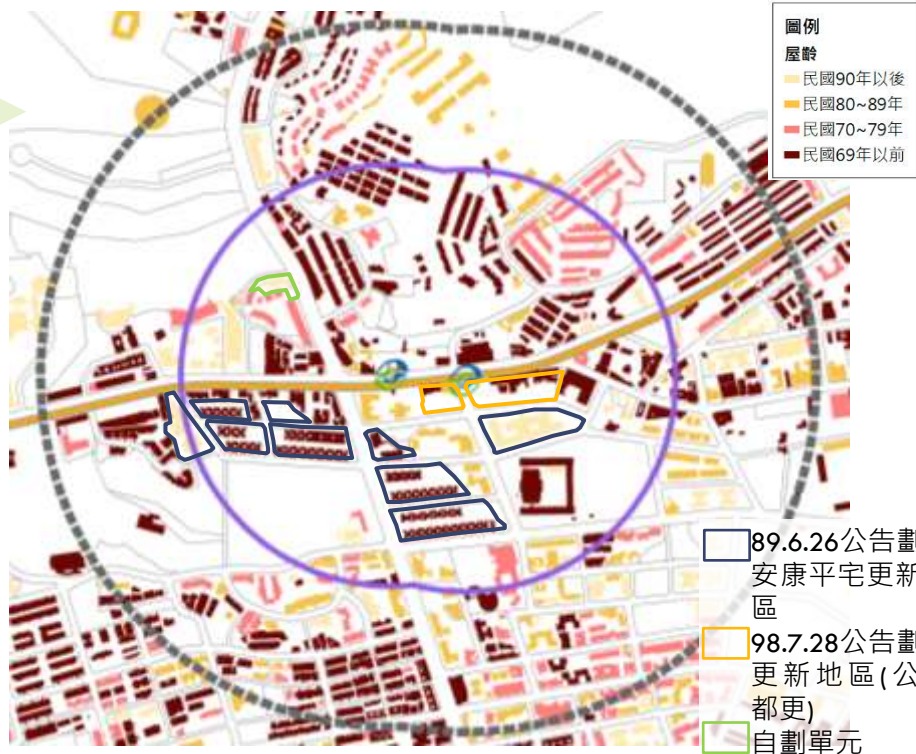 圖例
屋齡
民國90年以後
民國80~89年
民國70~79年
民國69年以前
89.6.26公告劃
安康平宅更新
區
98.7.28公告劃
更新地區(公
都更)
自劃單元